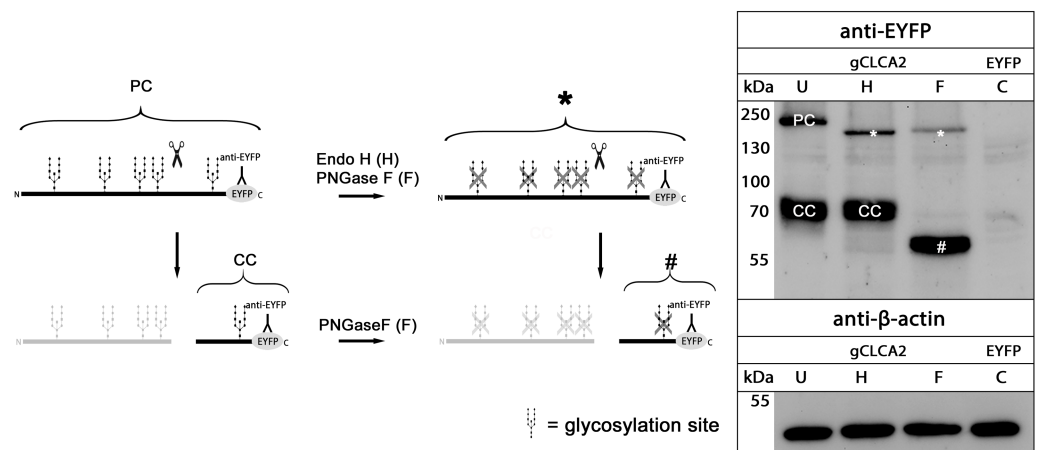 PC
anti-EYFP
N
EYFP
C
Endo H (H)
PNGase F (F)
*
anti-EYFP
N
EYFP
C
CC
anti-EYFP
N
EYFP
C
PNGaseF (F)
CC
#
anti-EYFP
N
EYFP
C
= glycosylation site
anti-EYFP
gCLCA2 EYFP
kDa U H F C
250
PC
* *
130
100
70
CC CC
#
55
anti-β-actin
gCLCA2 EYFP
kDa U H F C
55